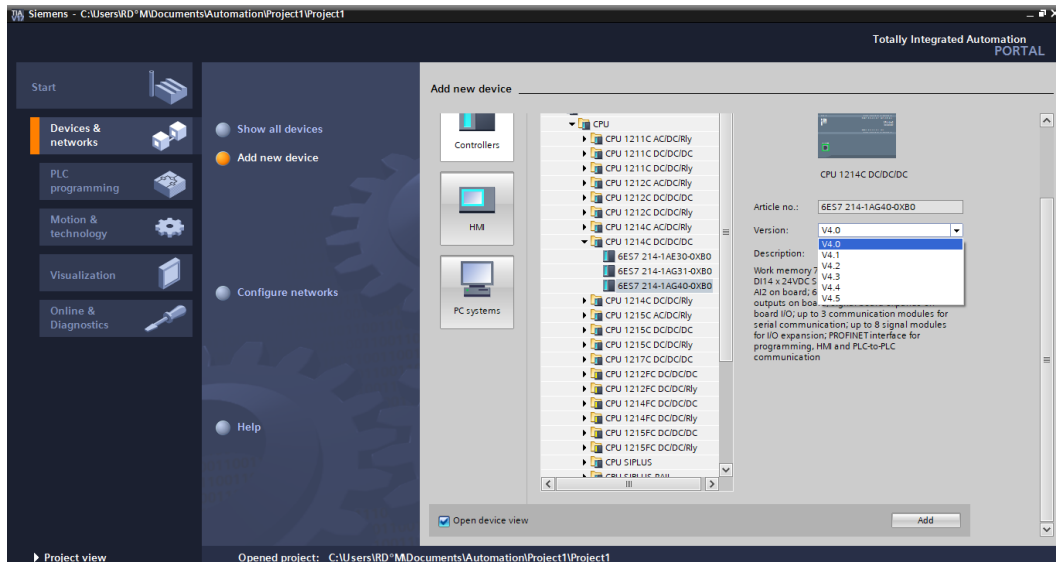 Siemens - C:\Users\RD°M\Documents\Automation\Project1\Project1
Totally Integrated Automation
PORTAL
Start
Devices &
networks
PLC
programming
Motion &
technology
Visualization
Online &
Diagnostics
Show all devices
Add new device
Configure networks
Help
Add new device
Controllers
HMI
PC systems
CPU
CPU 1211C AC/DC/Rly
CPU 1211C DC/DC/DC
CPU 1211C DC/DC/Rly
CPU 1212C AC/DC/Rly
CPU 1212C DC/DC/DC
CPU 1212C DC/DC/Rly
CPU 1214C AC/DC/Rly
CPU 1214C DC/DC/DC
6ES7 214-1AE30-0XB0
6ES7 214-1AG31-0XB0
6ES7 214-1AG40-0XB0
CPU 1214C DC/DC/Rly
CPU 1215C AC/DC/Rly
CPU 1215C DC/DC/DC
CPU 1215C DC/DC/Rly
CPU 1217C DC/DC/DC
CPU 1212FC DC/DC/DC
CPU 1212FC DC/DC/Rly
CPU 1214FC DC/DC/DC
CPU 1214FC DC/DC/Rly
CPU 1215FC DC/DC/DC
CPU 1215FC DC/DC/Rly
CPU SIPLUS
CPU SIPLUS RAIL
CPU 1214C DC/DC/DC
Article no.: 6ES7 214-1AG40-0XB0
Version: V4.0
V4.0
V4.1
V4.2
V4.3
V4.4
V4.5
Description:
Work memory 7
DI14 x 24VDC S
AI2 on board; 6
outputs on boa
board I/O; up to 3 communication modules for
serial communication; up to 8 signal modules
for I/O expansion; PROFINET interface for
programming, HMI and PLC-to-PLC
communication
Open device view
Add
Project view
Opened project: C:\Users\RD°M\Documents\Automation\Project1\Project1